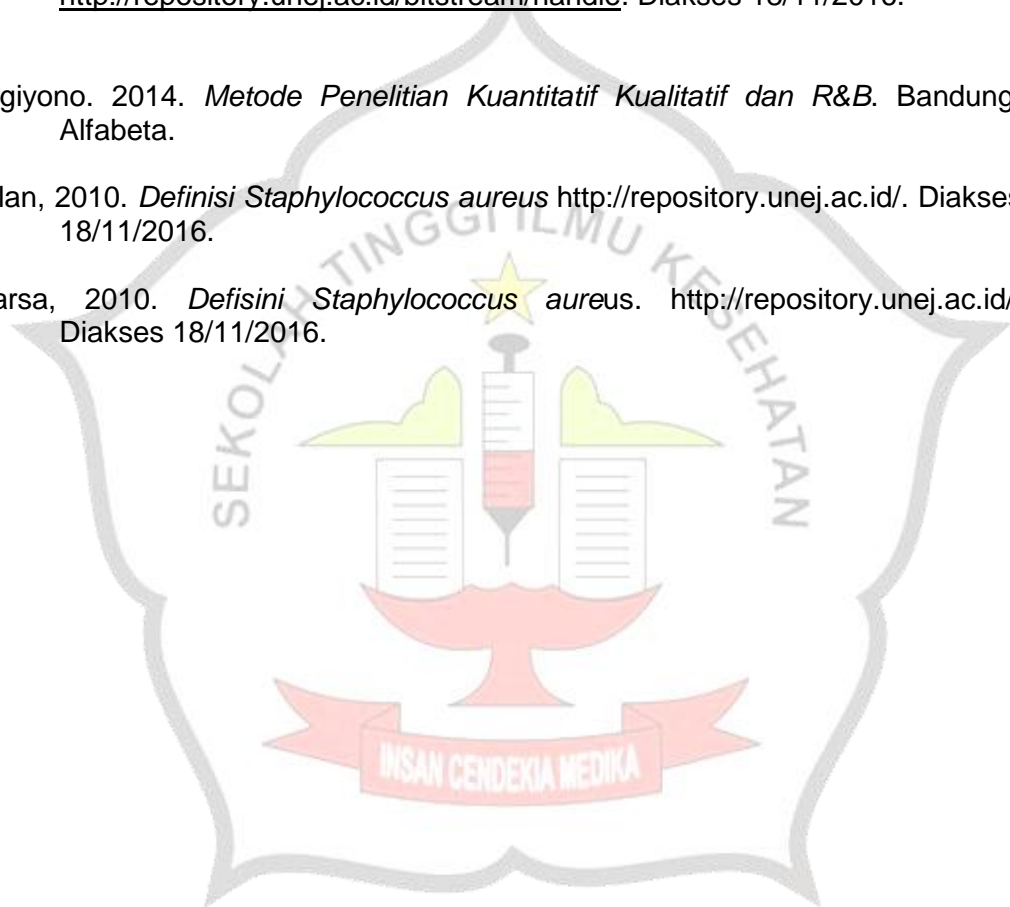 http://repository.unej.ac.id/bitstream/handle. Diakses 18/11/2016.
giyono. 2014. Metode Penelitian Kuantitatif Kualitatif dan R&B. Bandung
Alfabeta.
lan, 2010. Definisi Staphylococcus aureus http://repository.unej.ac.id/. Diakses
18/11/2016.
arsa, 2010. Defisini Staphylococcus aureus. http://repository.unej.ac.id/
Diakses 18/11/2016.
SEKOLAH TINGGI ILMU KESEHATAN
INSAN CENDEKIA MEDIKA